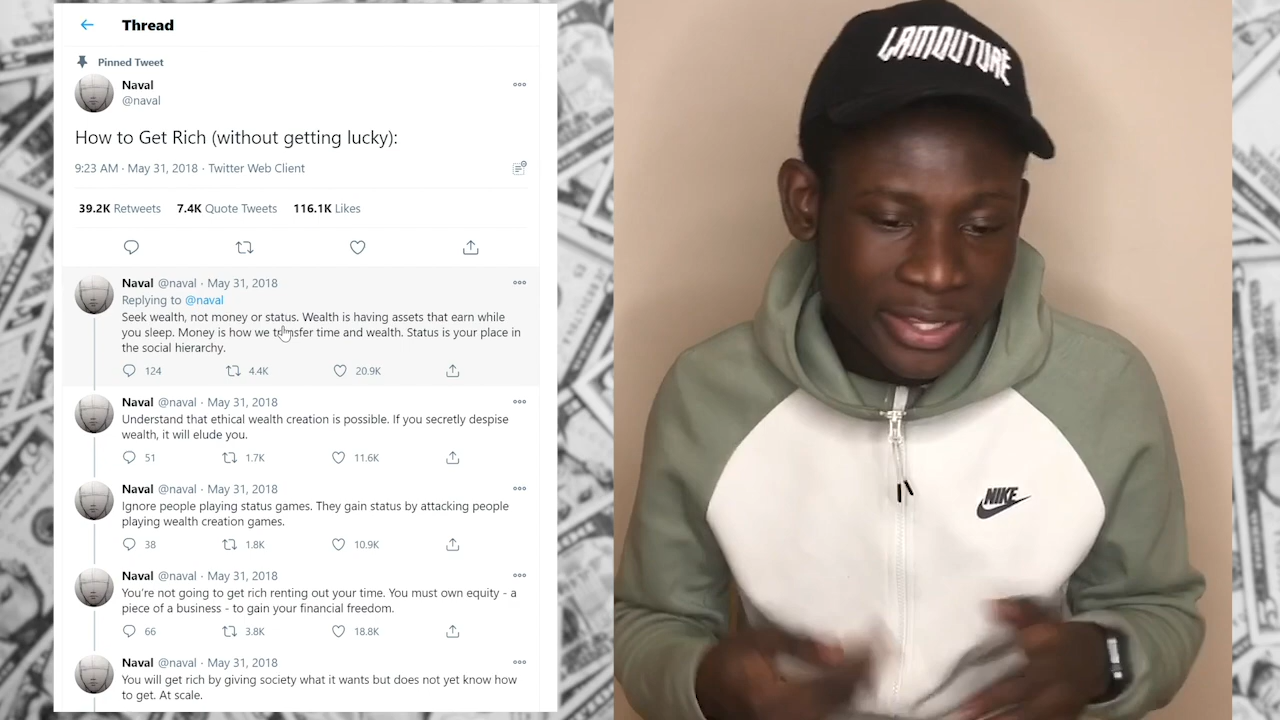 Thread
Pinned Tweet
Naval
@naval
How to Get Rich (without getting lucky):
9:23 AM · May 31, 2018 · Twitter Web Client
39.2K Retweets 7.4K Quote Tweets 116.1K Likes
Naval @naval · May 31, 2018
Replying to @naval
Seek wealth, not money or status. Wealth is having assets that earn while
you sleep. Money is how we transfer time and wealth. Status is your place in
the social hierarchy.
124 4.4K 20.9K
Naval @naval · May 31, 2018
Understand that ethical wealth creation is possible. If you secretly despise
wealth, it will elude you.
51 1.7K 11.6K
Naval @naval · May 31, 2018
Ignore people playing status games. They gain status by attacking people
playing wealth creation games.
38 1.8K 10.9K
Naval @naval · May 31, 2018
You're not going to get rich renting out your time. You must own equity - a
piece of a business - to gain your financial freedom.
66 3.8K 18.8K
Naval @naval · May 31, 2018
You will get rich by giving society what it wants but does not yet know how
to get. At scale.
LAMOUTURE
NIKE